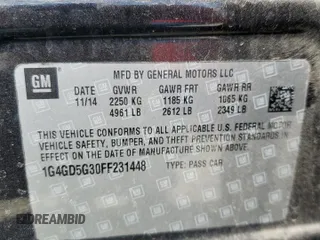 GM
MFD BY GENERAL MOTORS LLC
11/14 GVWR GAWR FRT GAWR RR
2250 KG 1185 KG 1065 KG
4961 LB 2612 LB 2349 LB
THIS VEHICLE CONFORMS TO ALL APPLICABLE U.S. FEDERAL MOTOR
VEHICLE SAFETY, BUMPER, AND THEFT PREVENTION STANDARDS IN
EFFECT ON THE DATE OF MANUFACTURE SHOWN ABOVE.
1G4GD5G30FF231448 TYPE: PASS CAR
©AMFIBID